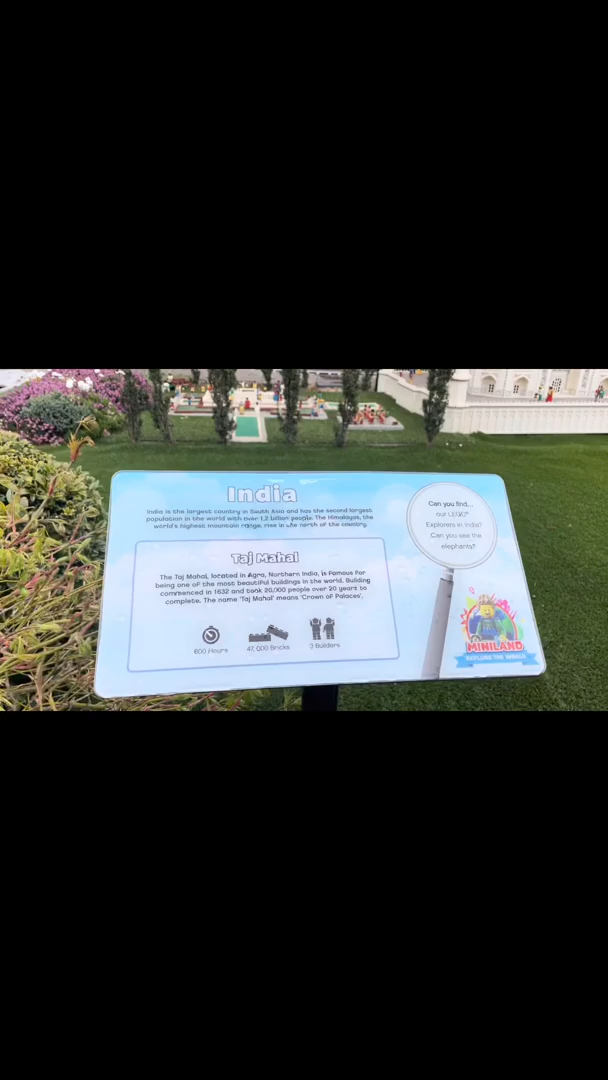 India
India is the largest country in South Asia and has the second largest
population in the world with over 1.2 billion people. The Himalayas, the
world's highest mountain range, rise in the north of the country.
Taj Mahal
The Taj Mahal, located in Agra, Northern India, is famous for
being one of the most beautiful buildings in the world. Building
commenced in 1632 and took 20,000 people over 20 years to
complete. The name 'Taj Mahal' means 'Crown of Palaces'.
600 Hours
47,000 Bricks
3 Builders
Can you find...
our LEGO®
Explorers in India?
Can you see the
elephants?
MINILAND
EXPLORE THE WORLD